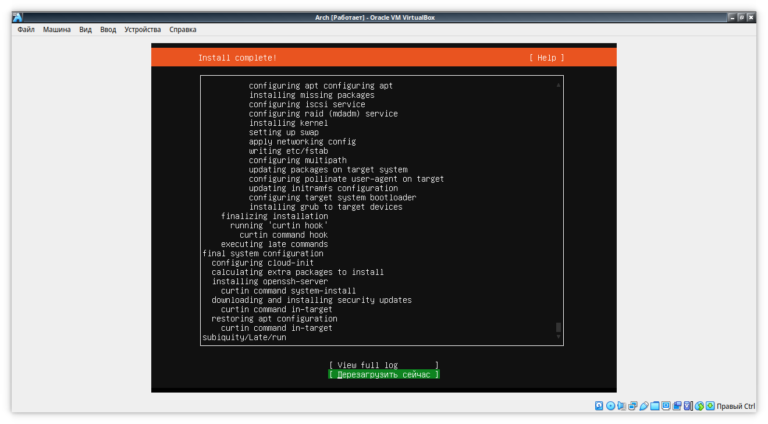 Arch [Работает] - Oracle VM VirtualBox
Файл Машина Вид Ввод Устройства Справка
Install complete! [ Help ]
configuring apt configuring apt
installing missing packages
configuring iscsi service
configuring raid (mdadm) service
installing kernel
setting up swap
apply networking config
writing etc/fstab
configuring multipath
updating packages on target system
configuring pollinate user-agent on target
updating initramfs configuration
configuring target system bootloader
installing grub to target devices
finalizing installation
running 'curtin hook'
curtin command hook
executing late commands
final system configuration
configuring cloud-init
calculating extra packages to install
installing openssh-server
curtin command system-install
downloading and installing security updates
curtin command in-target
restoring apt configuration
curtin command in-target
subiquity/Late/run
[ View full log ]
[ Перезагрузить сейчас ]
Правый Ctrl